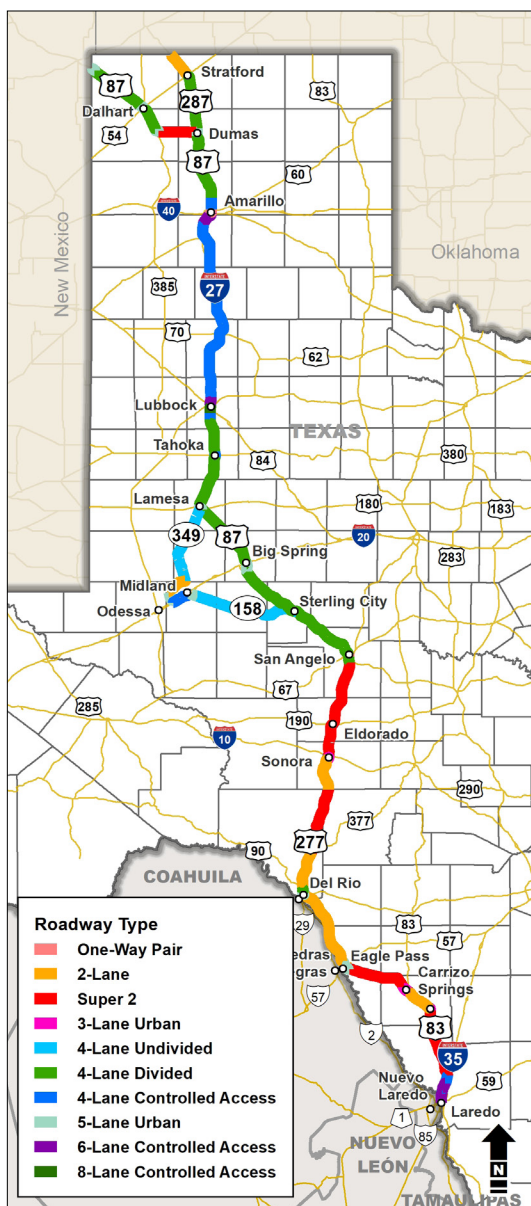 Stratford
87
287
83
Dalhart
54
Dumas
87
60
40
Amarillo
New Mexico
Oklahoma
385
27
70
62
Lubbock
TEXAS
Tahoka
84
380
Lamesa
180
183
349
87
20
Big Spring
283
Midland
158
Sterling City
Odessa
San Angelo
67
285
190
Eldorado
10
Sonora
290
377
277
90
COAHUILA
Del Rio
29
83
57
Eagle Pass
edras
egras
Carrizo
Springs
57
83
2
35
Nuevo
Laredo
59
Laredo
1
85
NUEVO
LEÓN
N
TAMAULIPAS
Roadway Type
One-Way Pair
2-Lane
Super 2
3-Lane Urban
4-Lane Undivided
4-Lane Divided
4-Lane Controlled Access
5-Lane Urban
6-Lane Controlled Access
8-Lane Controlled Access